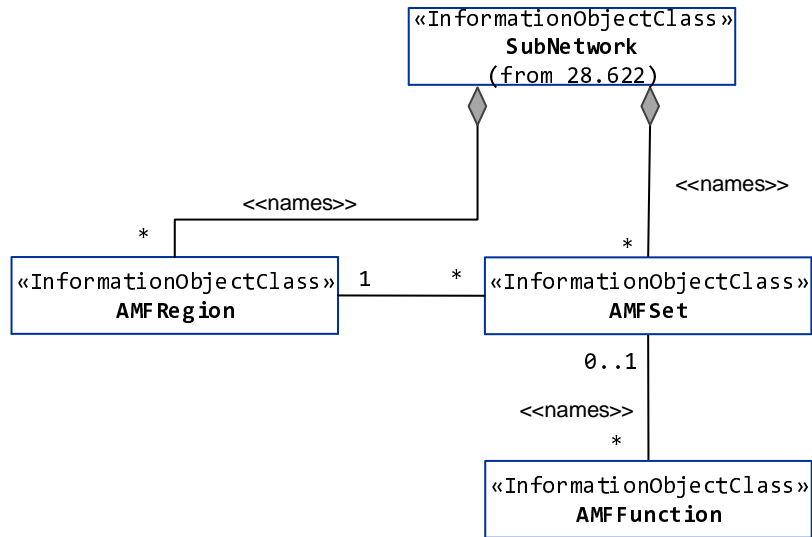 «InformationObjectClass»
SubNetwork
(from 28.622)
<<names>>
<<names>>
*
*
«InformationObjectClass»
AMFRegion
1
*
«InformationObjectClass»
AMFSet
0..1
<<names>>
*
«InformationObjectClass»
AMFFunction